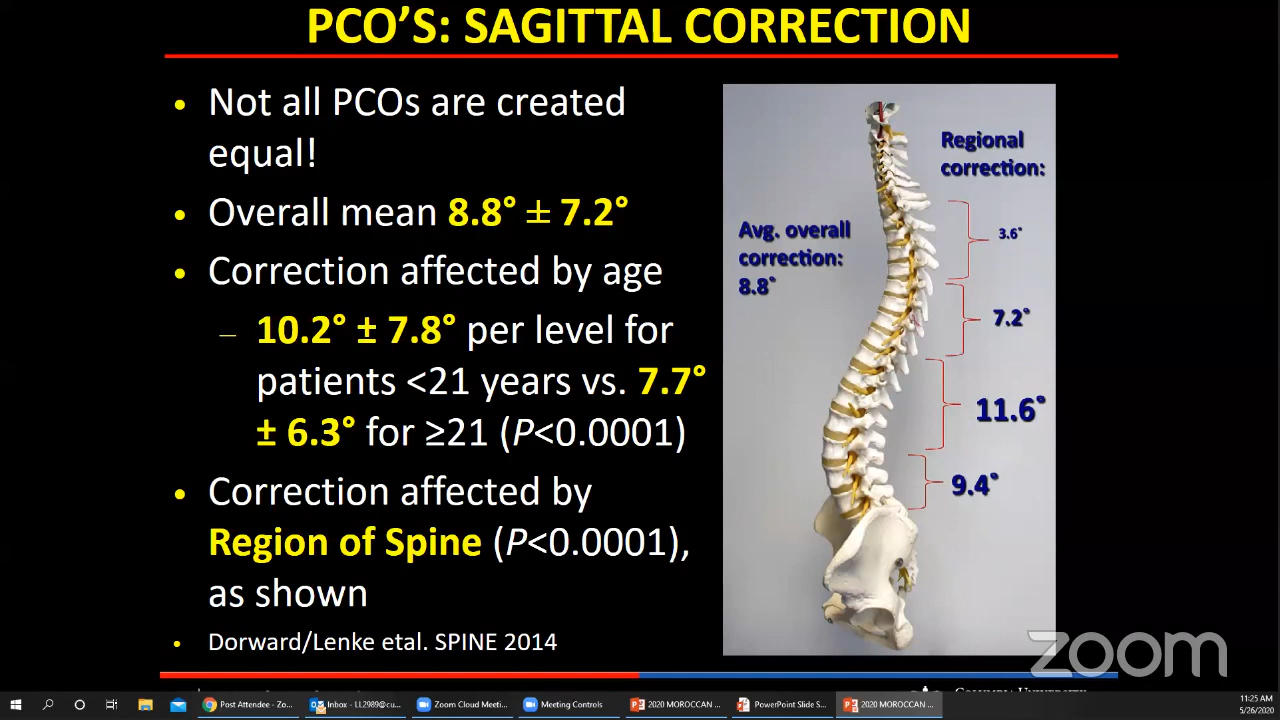 PCO'S: SAGITTAL CORRECTION
• Not all PCOs are created
equal!
• Overall mean 8.8° ± 7.2°
• Correction affected by age
– 10.2° ± 7.8° per level for
patients <21 years vs. 7.7°
± 6.3° for ≥21 (P<0.0001)
• Correction affected by
Region of Spine (P<0.0001),
as shown
• Dorward/Lenke etal. SPINE 2014
Regional
correction:
Avg. overall
correction:
8.8°
3.6°
7.2°
11.6°
9.4°
zoom
Post Attendee - Zo...
Inbox - LL2989@cu...
Zoom Cloud Meeti...
Meeting Controls
2020 MOROCCAN ...
PowerPoint Slide S...
2020 MOROCCAN ...
11:25 AM
5/26/2020